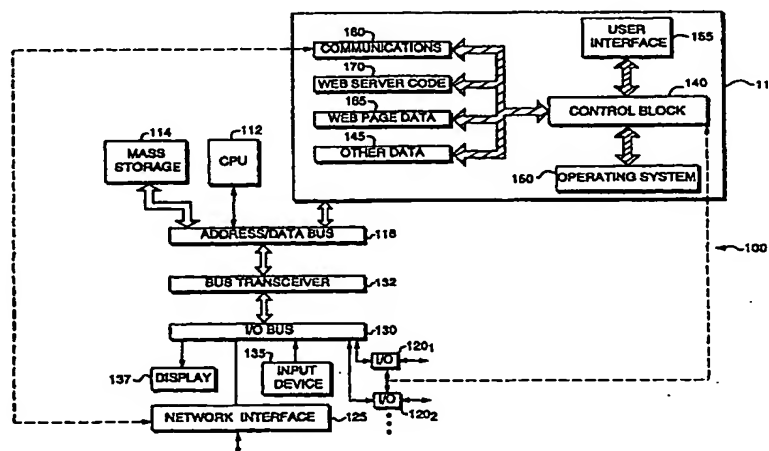 160
COMMUNICATIONS
170
WEB SERVER CODE
165
WEB PAGE DATA
145
OTHER DATA
USER
INTERFACE
155
140
CONTROL BLOCK
150
OPERATING SYSTEM
11
114
MASS
STORAGE
112
CPU
ADDRESS/DATA BUS
118
BUS TRANSCEIVER
132
I/O BUS
130
100
137
DISPLAY
135
INPUT
DEVICE
I/O
120₁
I/O
120₂
NETWORK INTERFACE
125